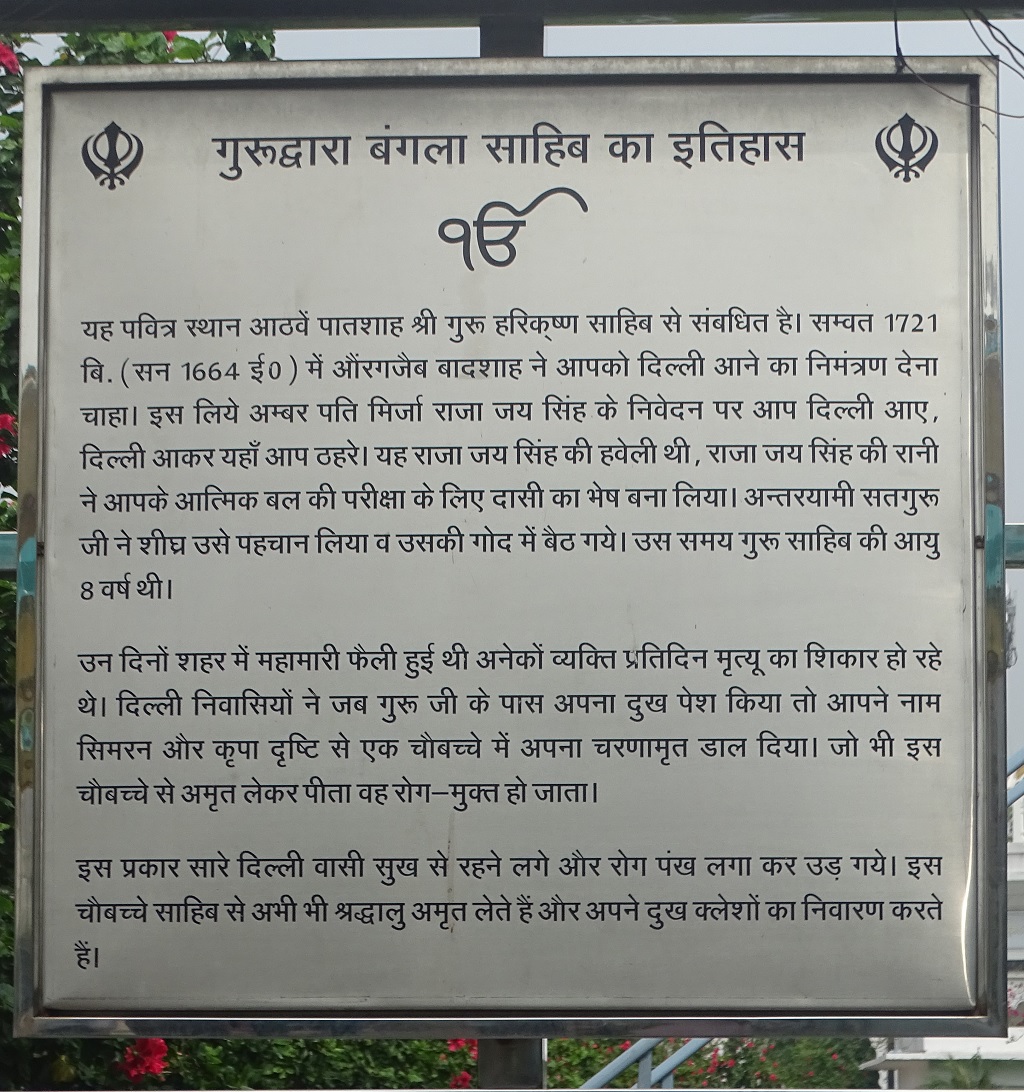 गुरूद्वारा बंगला साहिब का इतिहास
ੴ
यह पवित्र स्थान आठवें पातशाह श्री गुरू हरिकृष्ण साहिब से संबधित है। सम्वत 1721
बि. (सन 1664 ई0) में औंरगजैब बादशाह ने आपको दिल्ली आने का निमंत्रण देना
चाहा। इस लिये अम्बर पति मिर्जा राजा जय सिंह के निवेदन पर आप दिल्ली आए,
दिल्ली आकर यहाँ आप ठहरे। यह राजा जय सिंह की हवेली थी, राजा जय सिंह की रानी
ने आपके आत्मिक बल की परीक्षा के लिए दासी का भेष बना लिया। अन्तरयामी सतगुरू
जी ने शीघ्र उसे पहचान लिया व उसकी गोद में बैठ गये। उस समय गुरू साहिब की आयु
8 वर्ष थी।
उन दिनों शहर में महामारी फैली हुई थी अनेकों व्यक्ति प्रतिदिन मृत्यू का शिकार हो रहे
थे। दिल्ली निवासियों ने जब गुरू जी के पास अपना दुख पेश किया तो आपने नाम
सिमरन और कृपा दृष्टि से एक चौबच्चे में अपना चरणामृत डाल दिया। जो भी इस
चौबच्चे से अमृत लेकर पीता वह रोग–मुक्त हो जाता।
इस प्रकार सारे दिल्ली वासी सुख से रहने लगे और रोग पंख लगा कर उड़ गये। इस
चौबच्चे साहिब से अभी भी श्रद्धालु अमृत लेते हैं और अपने दुख क्लेशों का निवारण करते
हैं।